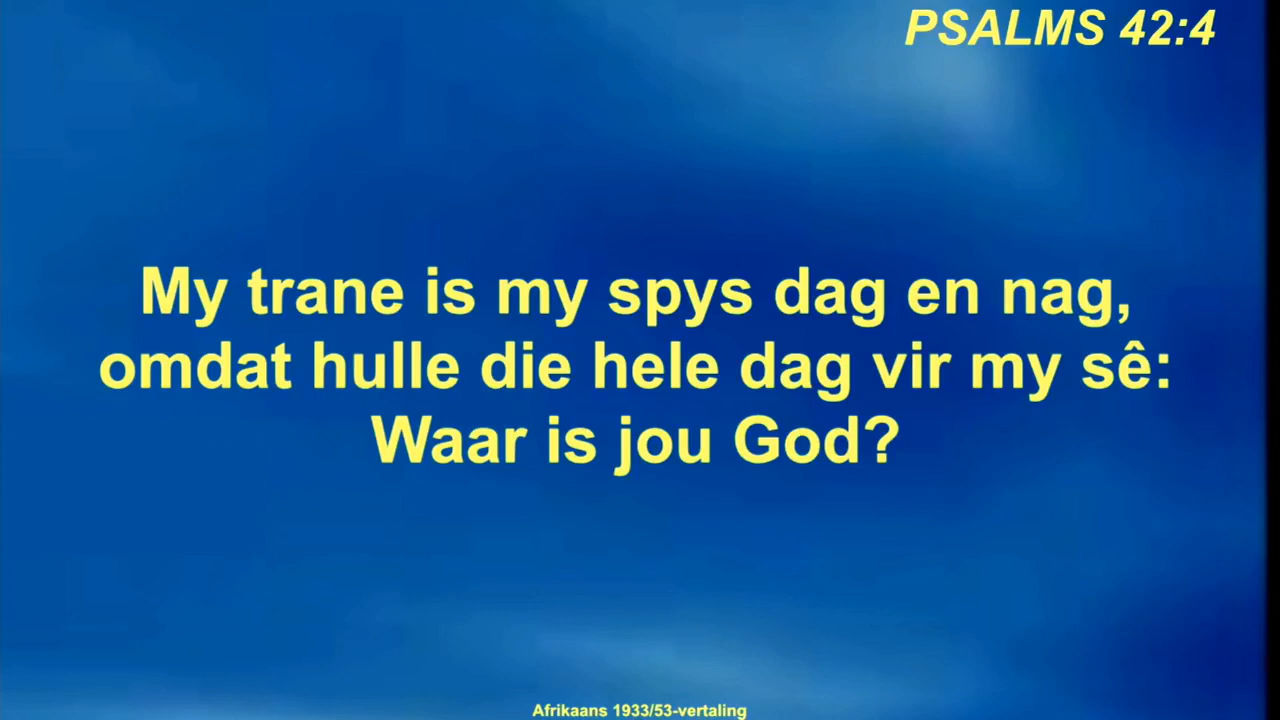 PSALMS 42:4
My trane is my spys dag en nag,
omdat hulle die hele dag vir my sê:
Waar is jou God?
Afrikaans 1933/53-vertaling